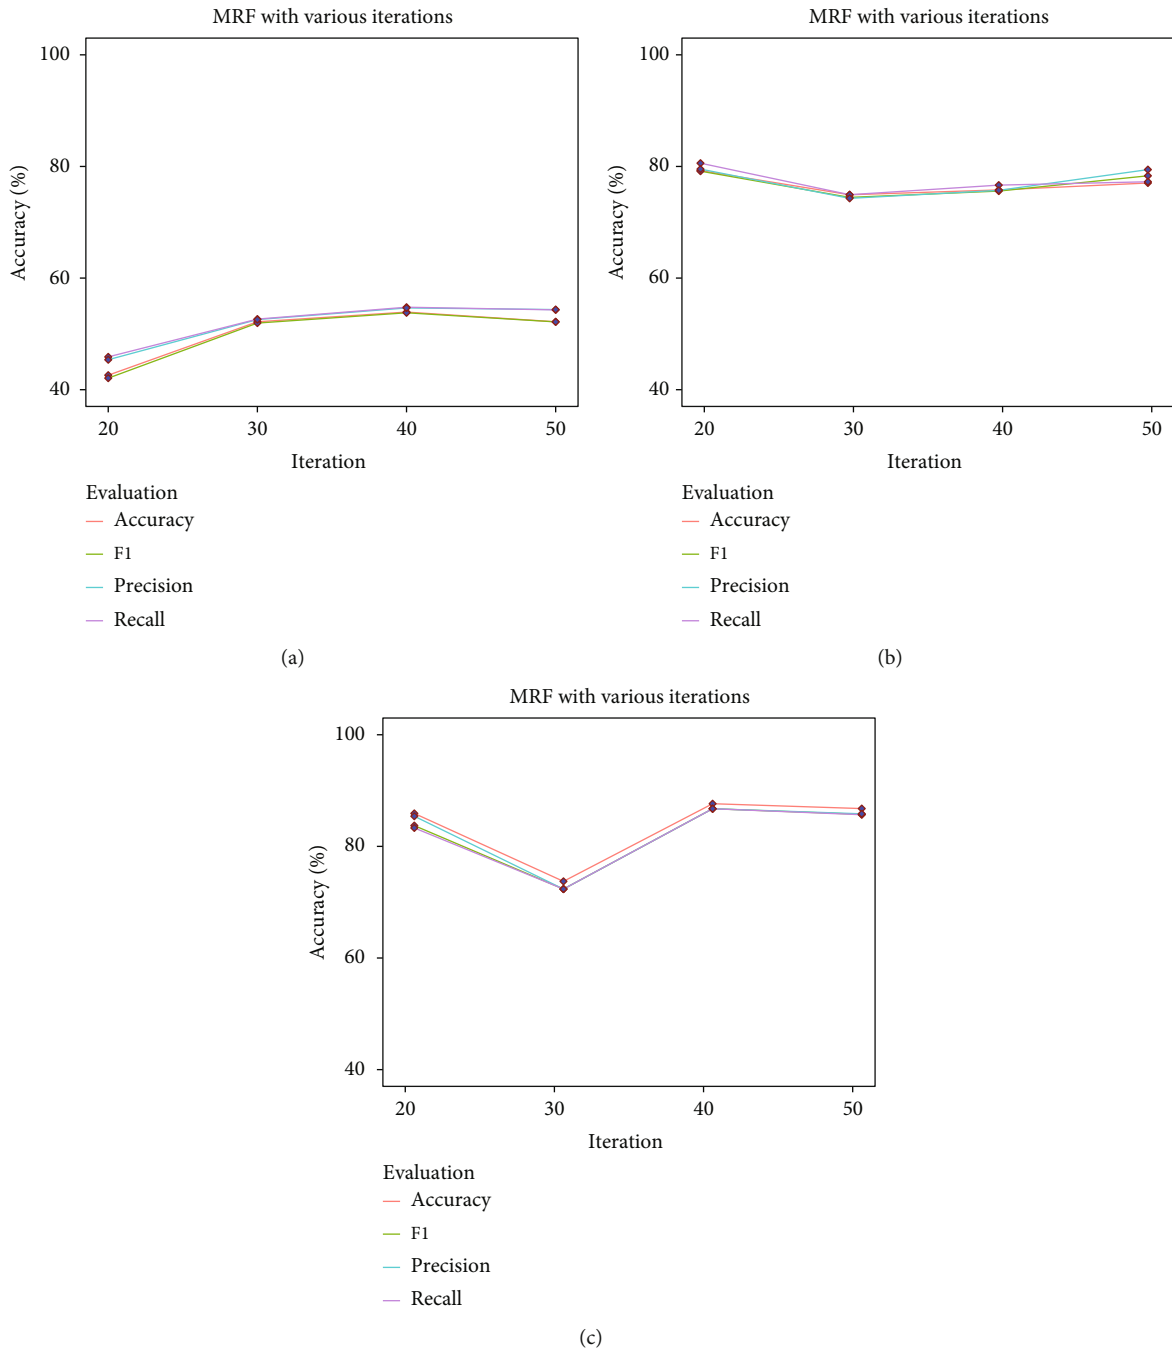 MRF with various iterations
100
80
60
40
Accuracy (%)
20 30 40 50
Iteration
Evaluation
Accuracy
F1
Precision
Recall
(a)
MRF with various iterations
100
80
60
40
Accuracy (%)
20 30 40 50
Iteration
Evaluation
Accuracy
F1
Precision
Recall
(b)
MRF with various iterations
100
80
60
40
Accuracy (%)
20 30 40 50
Iteration
Evaluation
Accuracy
F1
Precision
Recall
(c)